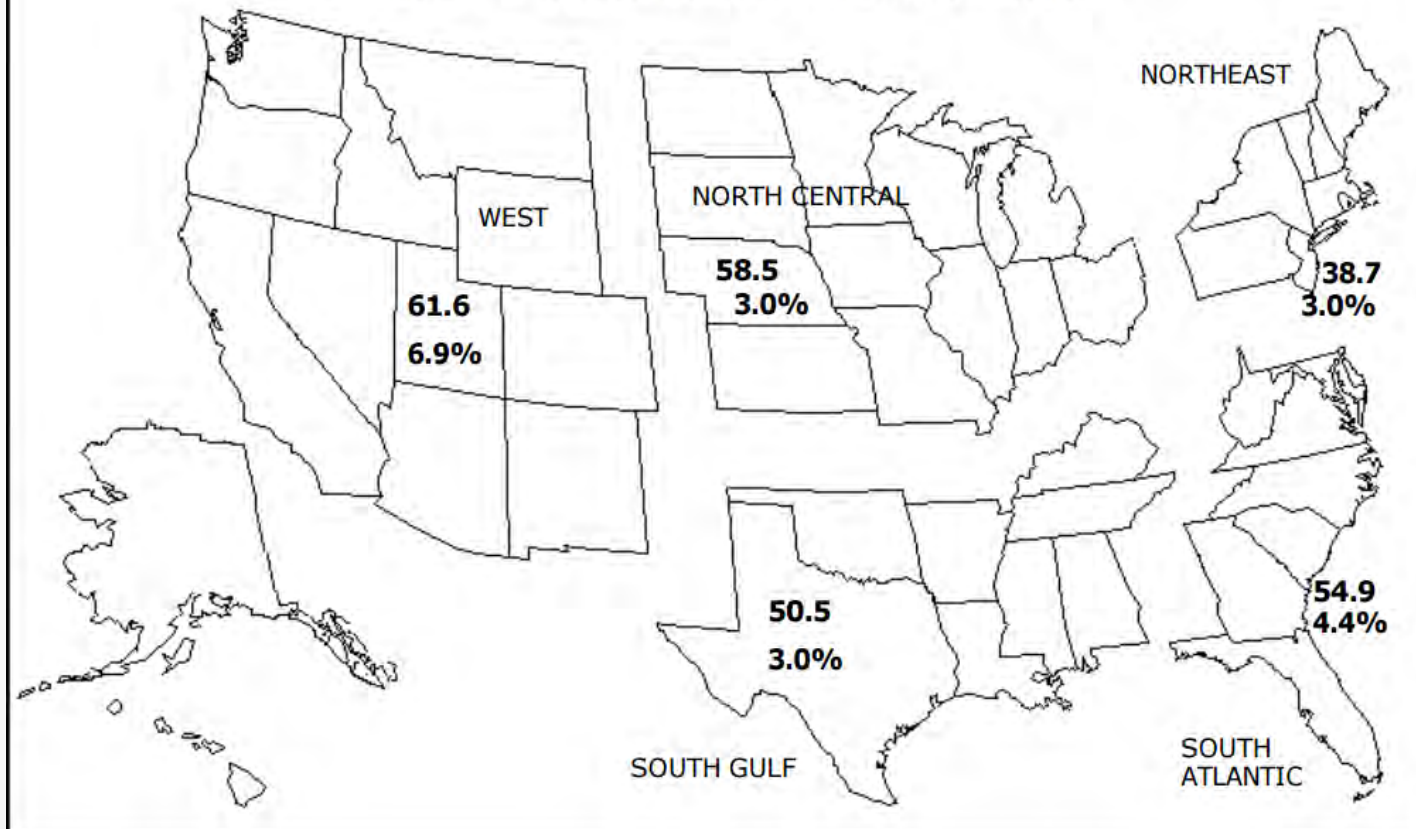 NORTHEAST
WEST
NORTH CENTRAL
61.6
6.9%
58.5
3.0%
38.7
3.0%
50.5
3.0%
54.9
4.4%
SOUTH GULF
SOUTH
ATLANTIC